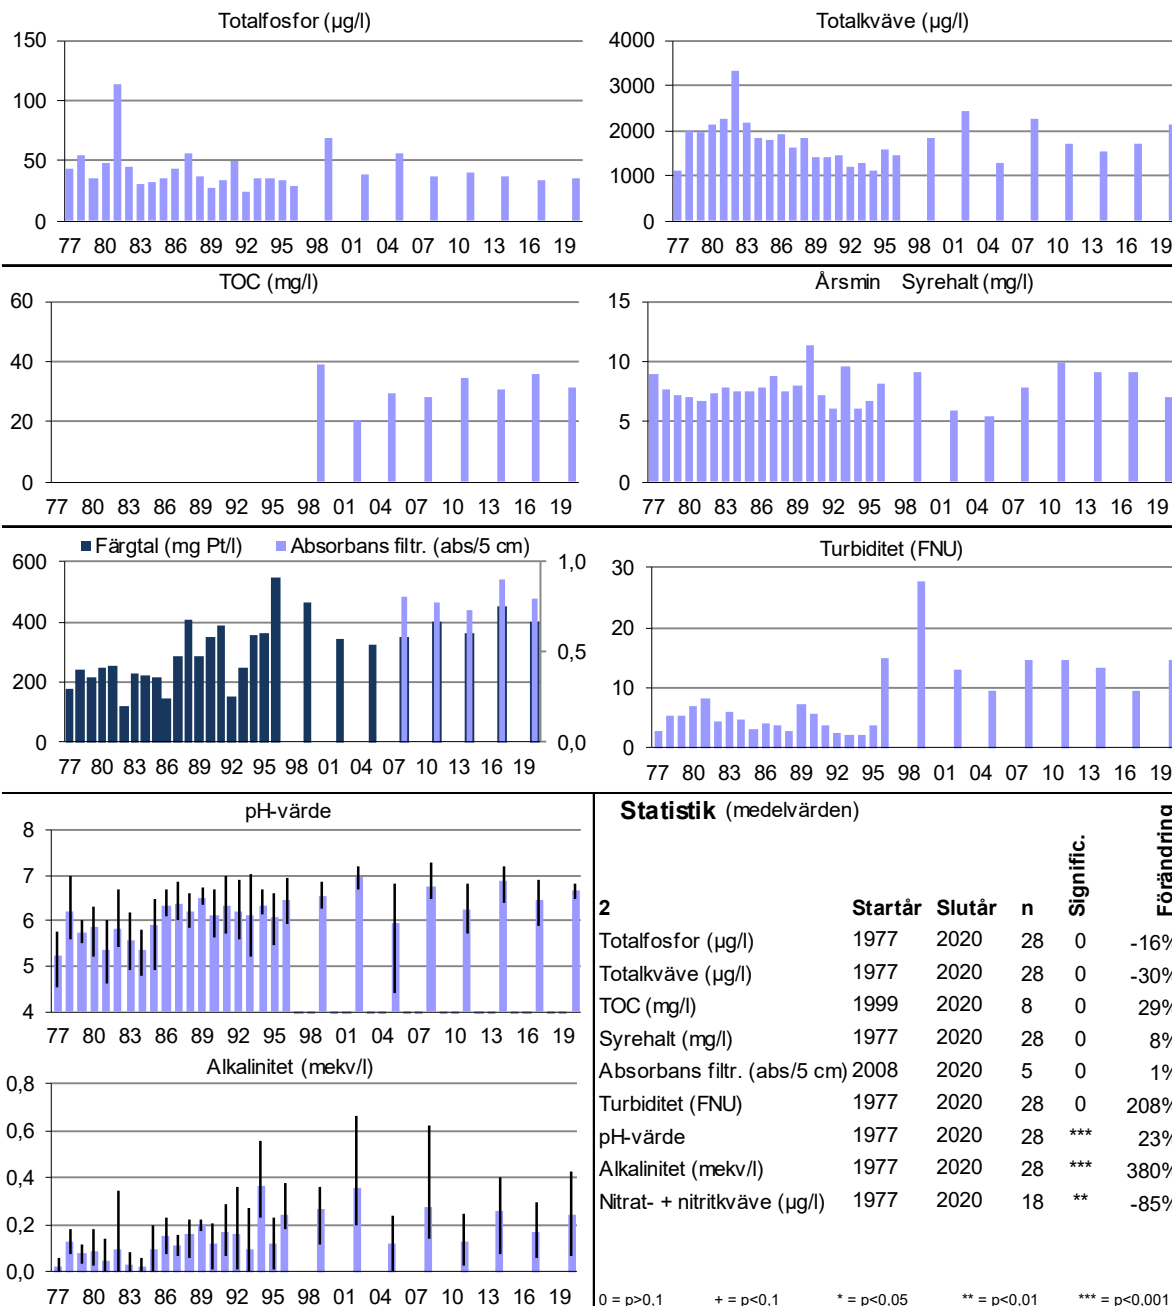 Totalfosfor (µg/l)
150
100
50
0
77 80 83 86 89 92 95 98 01 04 07 10 13 16 19
Totalkväve (µg/l)
4000
3000
2000
1000
0
77 80 83 86 89 92 95 98 01 04 07 10 13 16 19
TOC (mg/l)
60
40
20
0
77 80 83 86 89 92 95 98 01 04 07 10 13 16 19
Årsmin Syrehalt (mg/l)
15
10
5
0
77 80 83 86 89 92 95 98 01 04 07 10 13 16 19
Färgtal (mg Pt/l) Absorbans filtr. (abs/5 cm)
600 1,0
400
0,5
200
0 0,0
77 80 83 86 89 92 95 98 01 04 07 10 13 16 19
Turbiditet (FNU)
30
20
10
0
77 80 83 86 89 92 95 98 01 04 07 10 13 16 19
pH-värde
8
7
6
5
4
77 80 83 86 89 92 95 98 01 04 07 10 13 16 19
Alkalinitet (mekv/l)
0,8
0,6
0,4
0,2
0,0
77 80 83 86 89 92 95 98 01 04 07 10 13 16 19
Statistik (medelvärden)
2 Startår Slutår n Signific. Förändring
Totalfosfor (µg/l) 1977 2020 28 0 -16%
Totalkväve (µg/l) 1977 2020 28 0 -30%
TOC (mg/l) 1999 2020 8 0 29%
Syrehalt (mg/l) 1977 2020 28 0 8%
Absorbans filtr. (abs/5 cm) 2008 2020 5 0 1%
Turbiditet (FNU) 1977 2020 28 0 208%
pH-värde 1977 2020 28 *** 23%
Alkalinitet (mekv/l) 1977 2020 28 *** 380%
Nitrat- + nitritkväve (µg/l) 1977 2020 18 ** -85%
0 = p>0,1 + = p<0,1 * = p<0,05 ** = p<0,01 *** = p<0,001